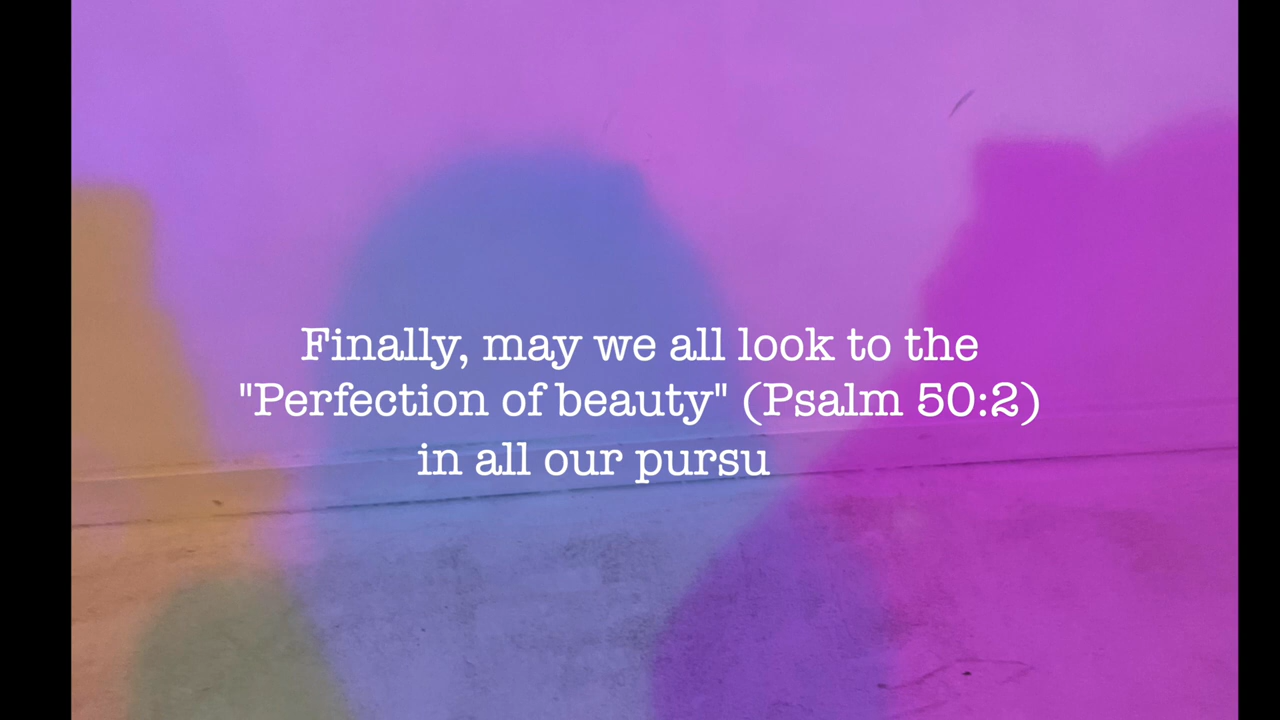 Finally, may we all look to the
"Perfection of beauty" (Psalm 50:2)
in all our pursu